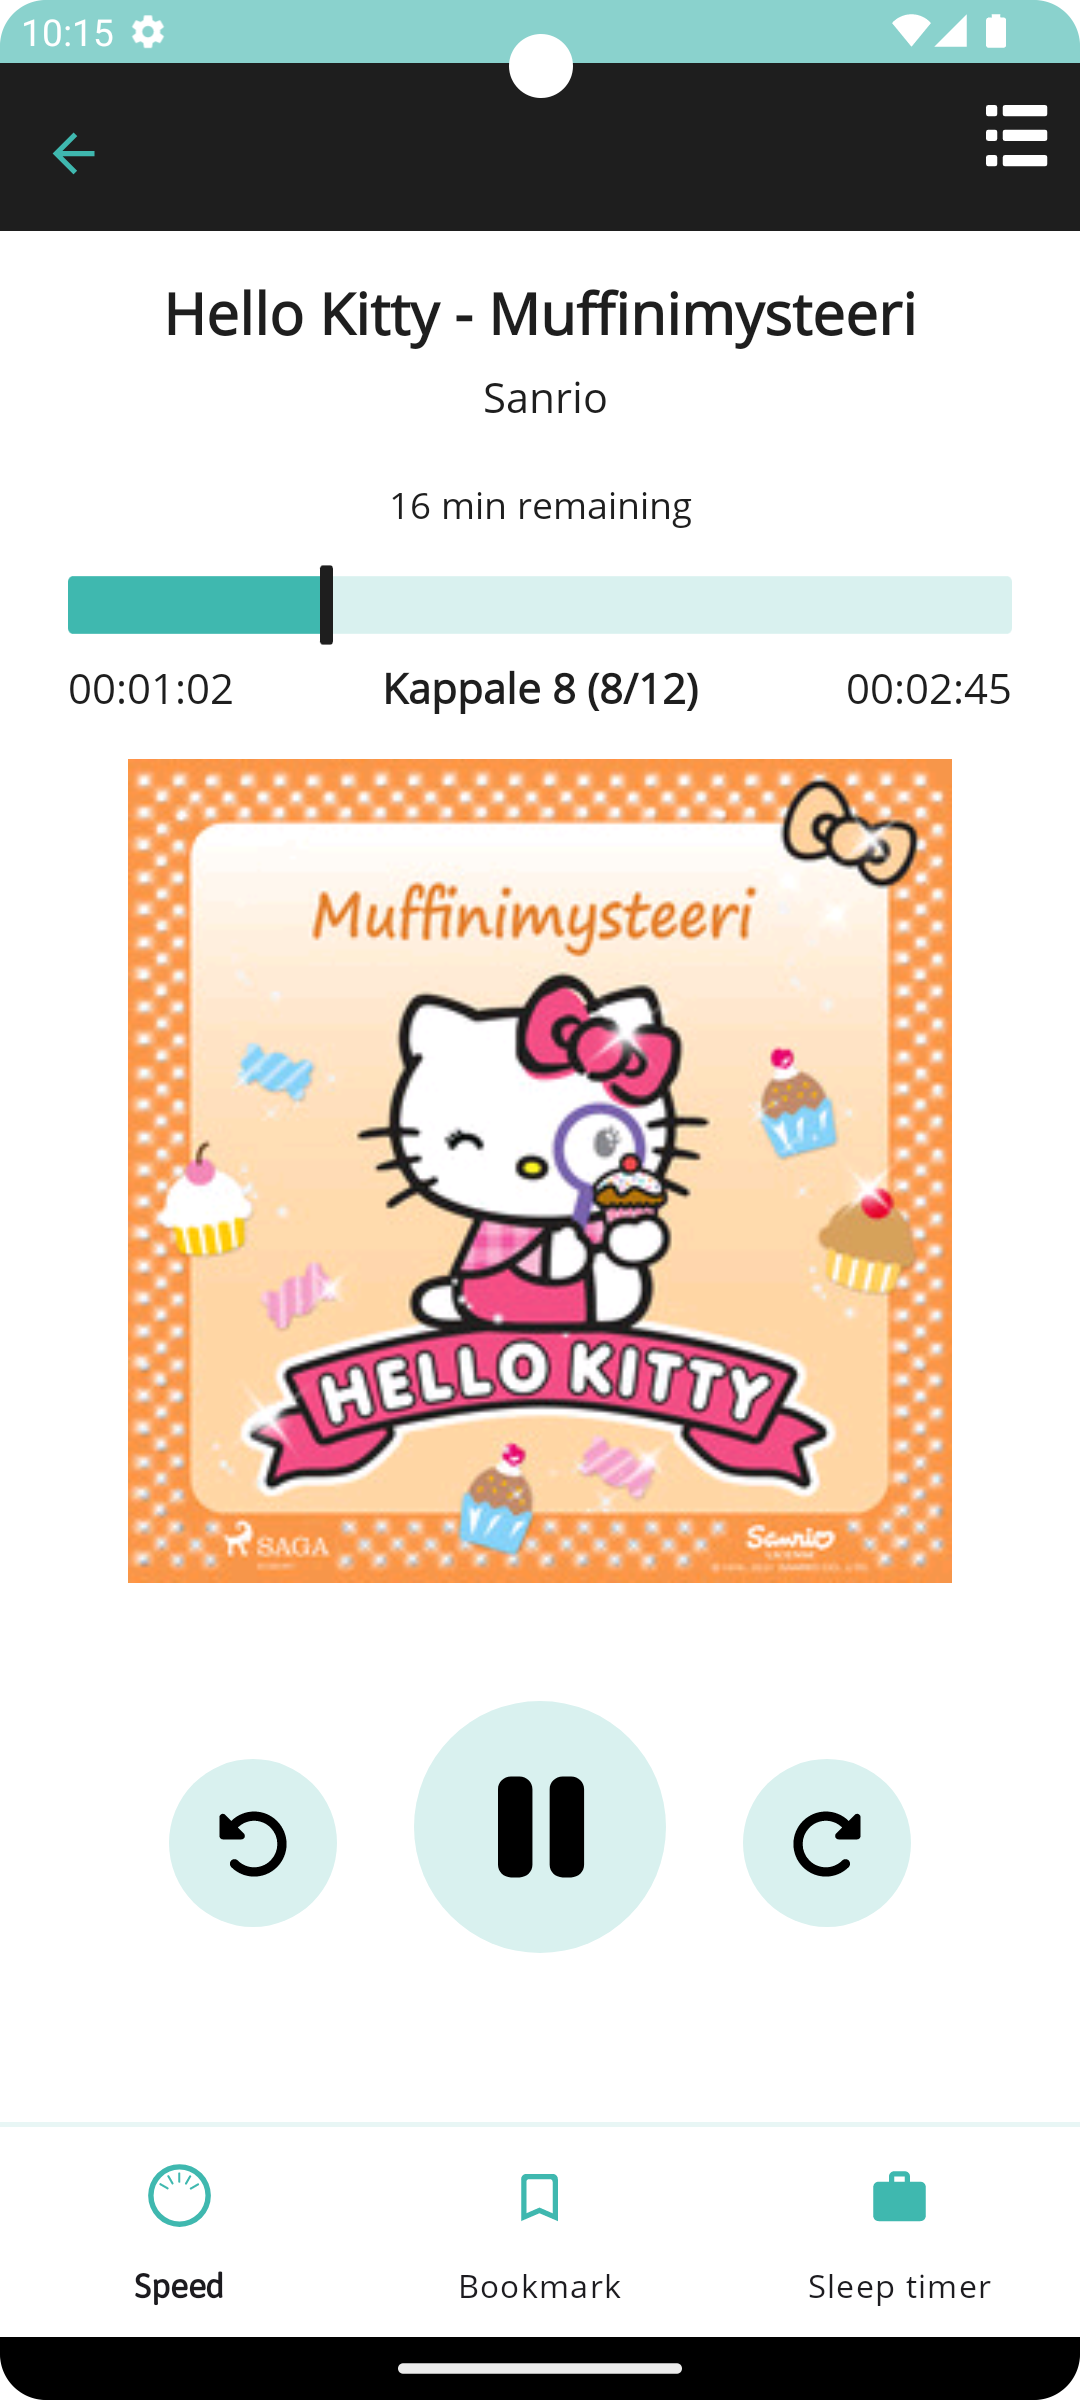 10:15
Hello Kitty - Muffinimysteeri
Sanrio
16 min remaining
00:01:02
Kappale 8 (8/12)
00:02:45
Muffinimysteeri
HELLO KITTY
SAGA
Sanrio
Speed
Bookmark
Sleep timer